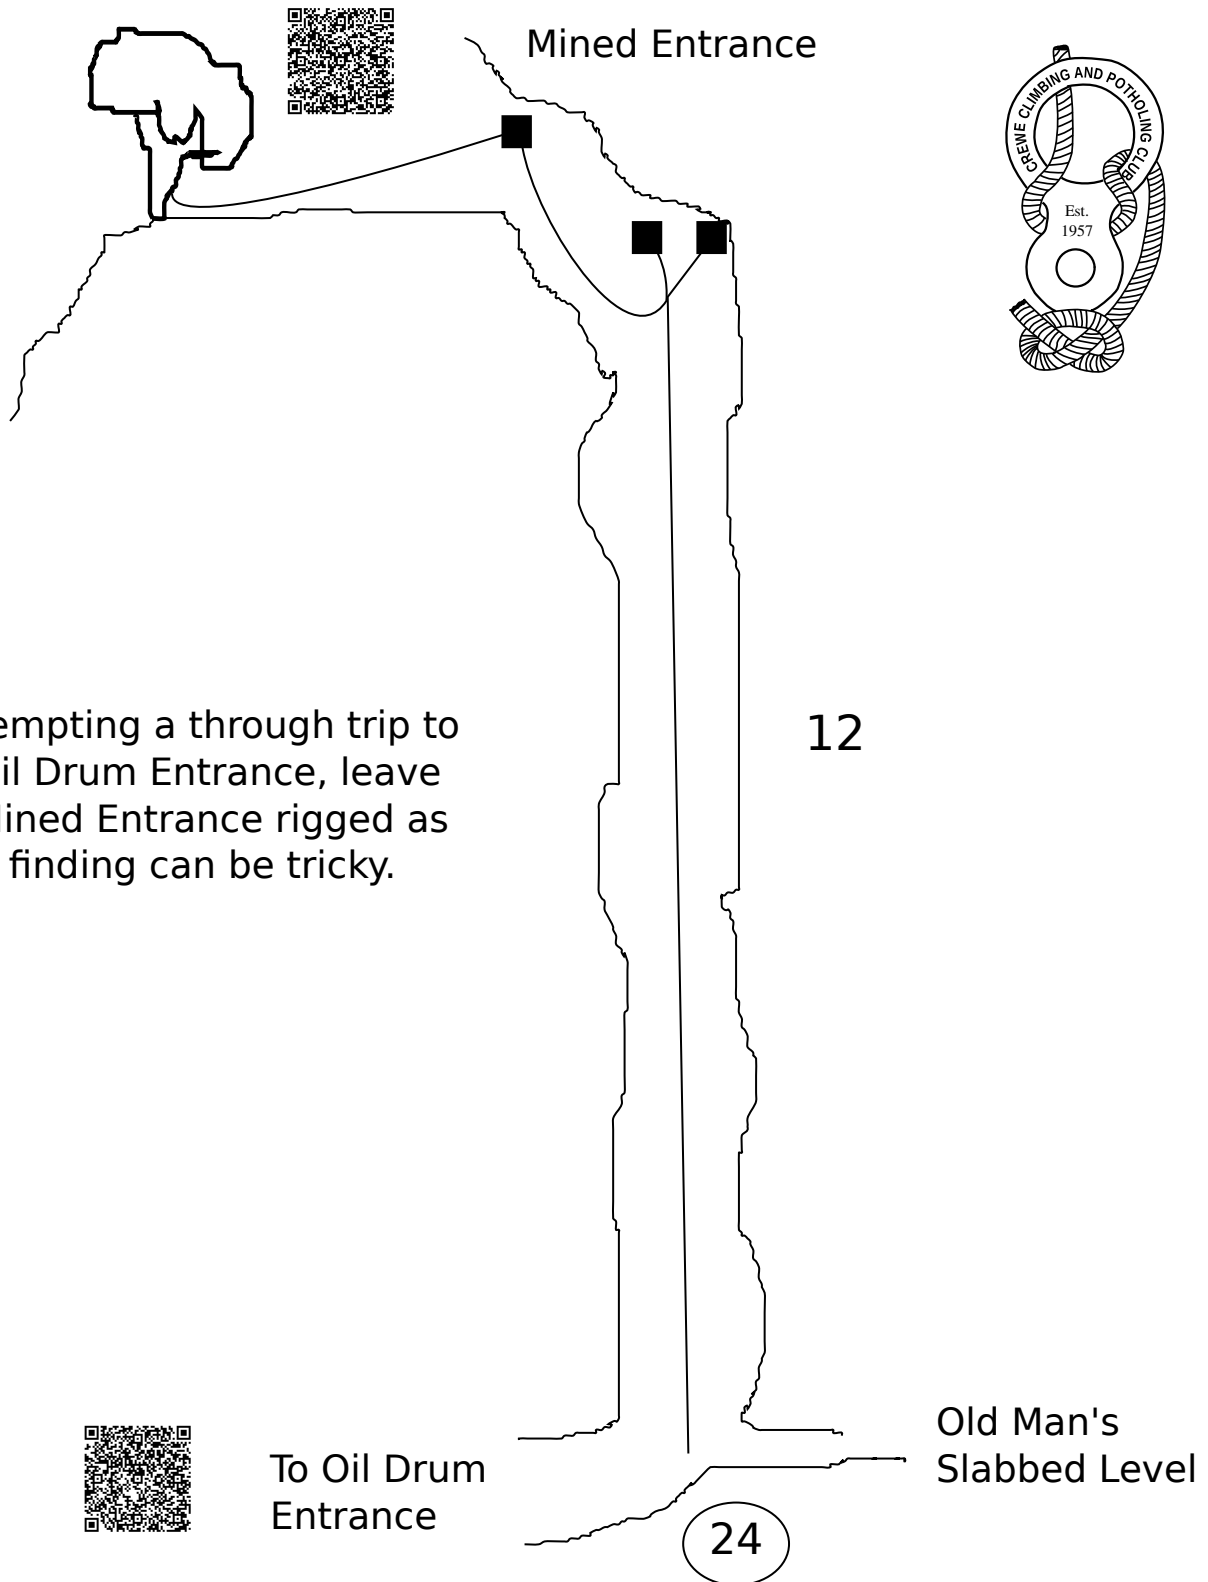 Mined Entrance
CREWE CLIMBING AND POTHOLING CLUB
Est.
1957
empting a through trip to
il Drum Entrance, leave
ined Entrance rigged as
finding can be tricky.
12
Old Man's
Slabbed Level
To Oil Drum
Entrance
24